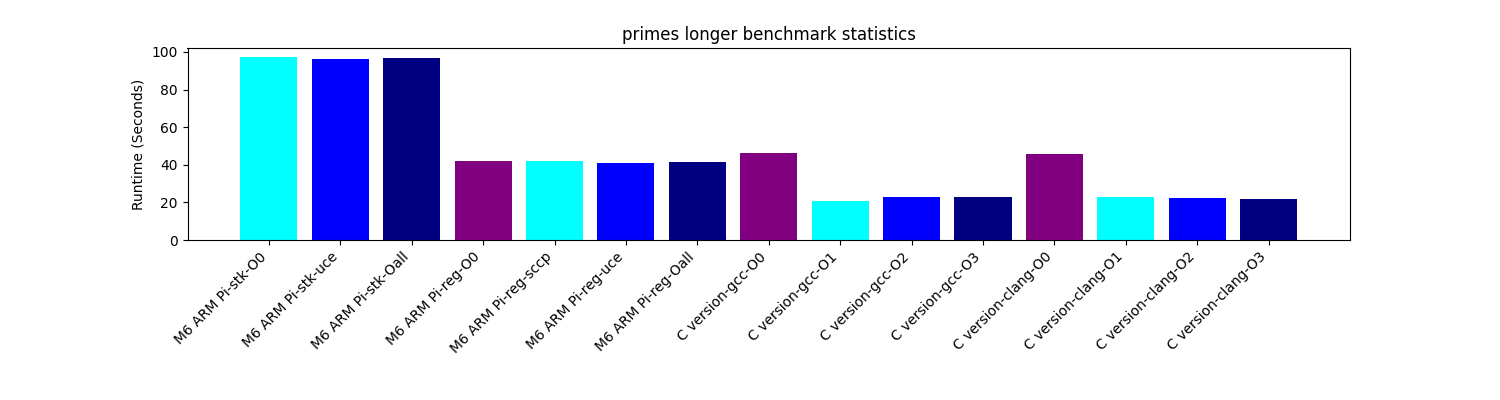 primes longer benchmark statistics
Runtime (Seconds)
100
80
60
40
20
0
M6 ARM Pi-stk-O0
M6 ARM Pi-stk-uce
M6 ARM Pi-stk-Oall
M6 ARM Pi-reg-O0
M6 ARM Pi-reg-sccp
M6 ARM Pi-reg-uce
M6 ARM Pi-reg-Oall
C version-gcc-O0
C version-gcc-O1
C version-gcc-O2
C version-gcc-O3
C version-clang-O0
C version-clang-O1
C version-clang-O2
C version-clang-O3